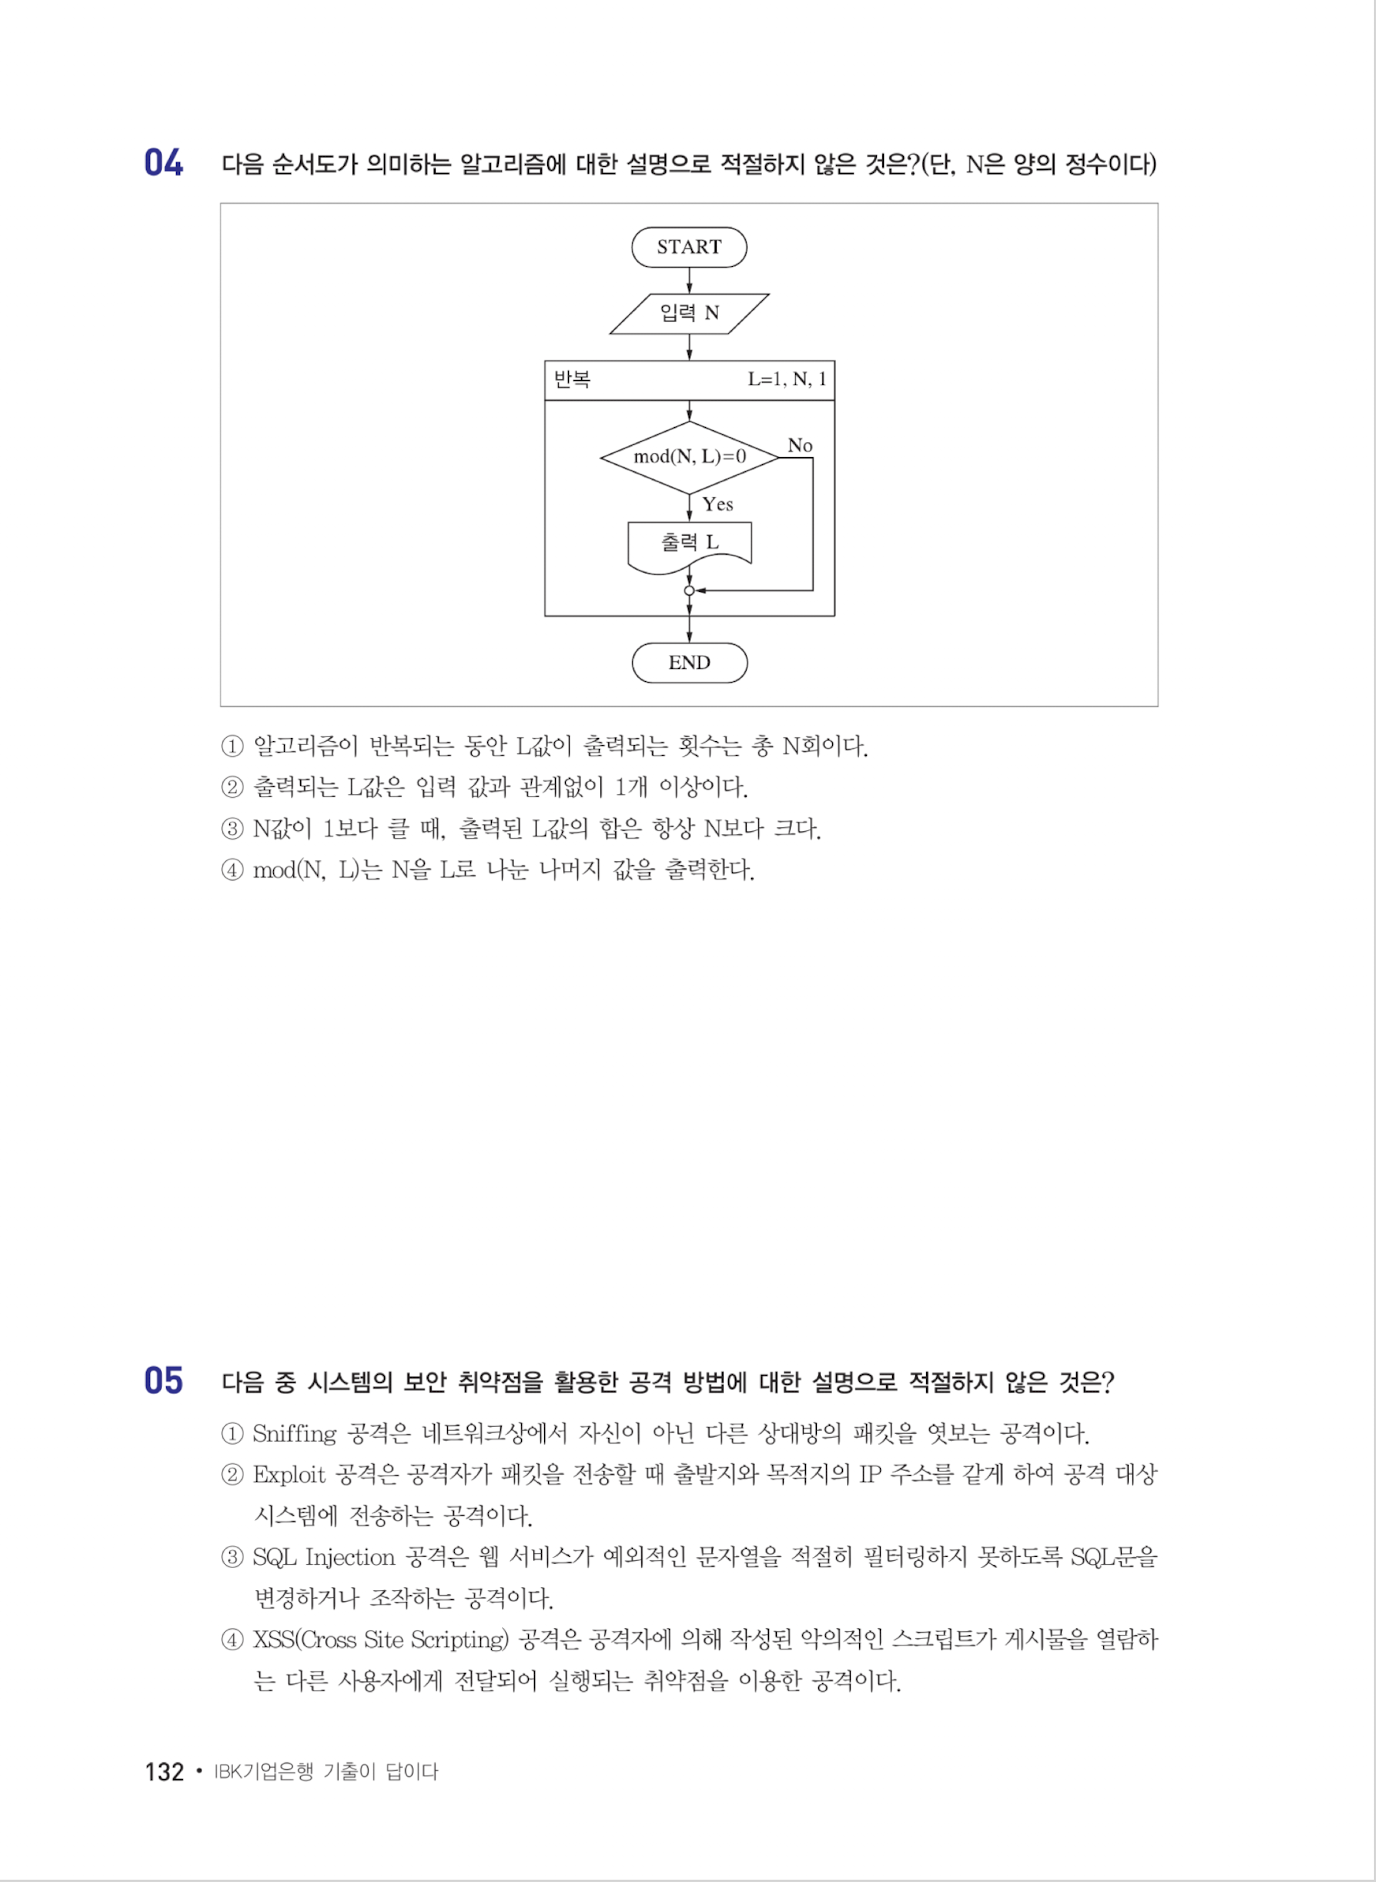 04 다음 순서도가 의미하는 알고리즘에 대한 설명으로 적절하지 않은 것은?(단, N은 양의 정수이다)
START
입력 N
반복 L=1, N, 1
mod(N, L)=0
No
Yes
출력 L
END
① 알고리즘이 반복되는 동안 L값이 출력되는 횟수는 총 N회이다.
② 출력되는 L값은 입력 값과 관계없이 1개 이상이다.
③ N값이 1보다 클 때, 출력된 L값의 합은 항상 N보다 크다.
④ mod(N, L)는 N을 L로 나눈 나머지 값을 출력한다.
05 다음 중 시스템의 보안 취약점을 활용한 공격 방법에 대한 설명으로 적절하지 않은 것은?
① Sniffing 공격은 네트워크상에서 자신이 아닌 다른 상대방의 패킷을 엿보는 공격이다.
② Exploit 공격은 공격자가 패킷을 전송할 때 출발지와 목적지의 IP 주소를 같게 하여 공격 대상
시스템에 전송하는 공격이다.
③ SQL Injection 공격은 웹 서비스가 예외적인 문자열을 적절히 필터링하지 못하도록 SQL문을
변경하거나 조작하는 공격이다.
④ XSS(Cross Site Scripting) 공격은 공격자에 의해 작성된 악의적인 스크립트가 게시물을 열람하
는 다른 사용자에게 전달되어 실행되는 취약점을 이용한 공격이다.
132 • IBK기업은행 기출이 답이다